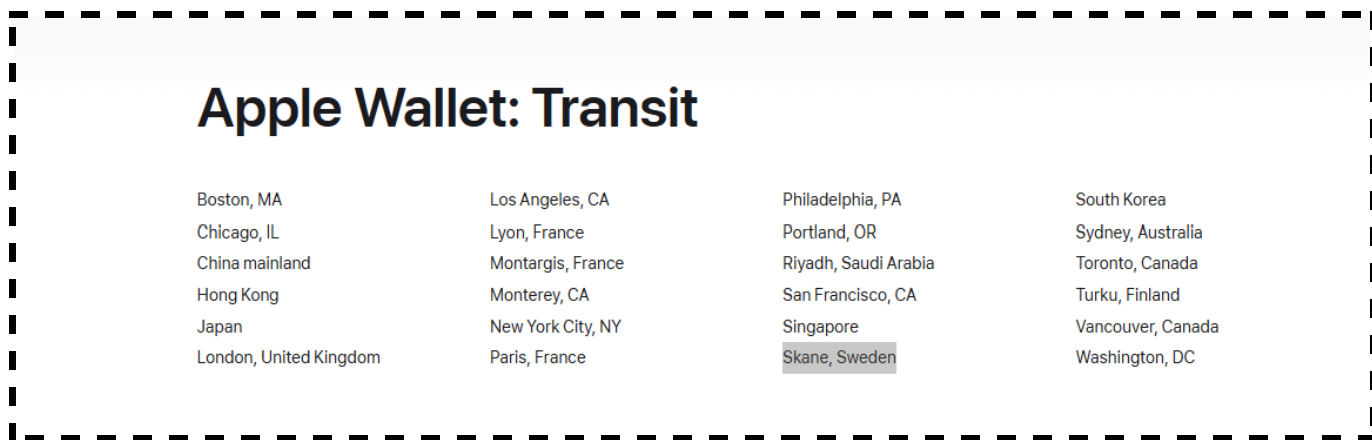 Apple Wallet: Transit
Boston, MA
Chicago, IL
China mainland
Hong Kong
Japan
London, United Kingdom
Los Angeles, CA
Lyon, France
Montargis, France
Monterey, CA
New York City, NY
Paris, France
Philadelphia, PA
Portland, OR
Riyadh, Saudi Arabia
San Francisco, CA
Singapore
Skane, Sweden
South Korea
Sydney, Australia
Toronto, Canada
Turku, Finland
Vancouver, Canada
Washington, DC